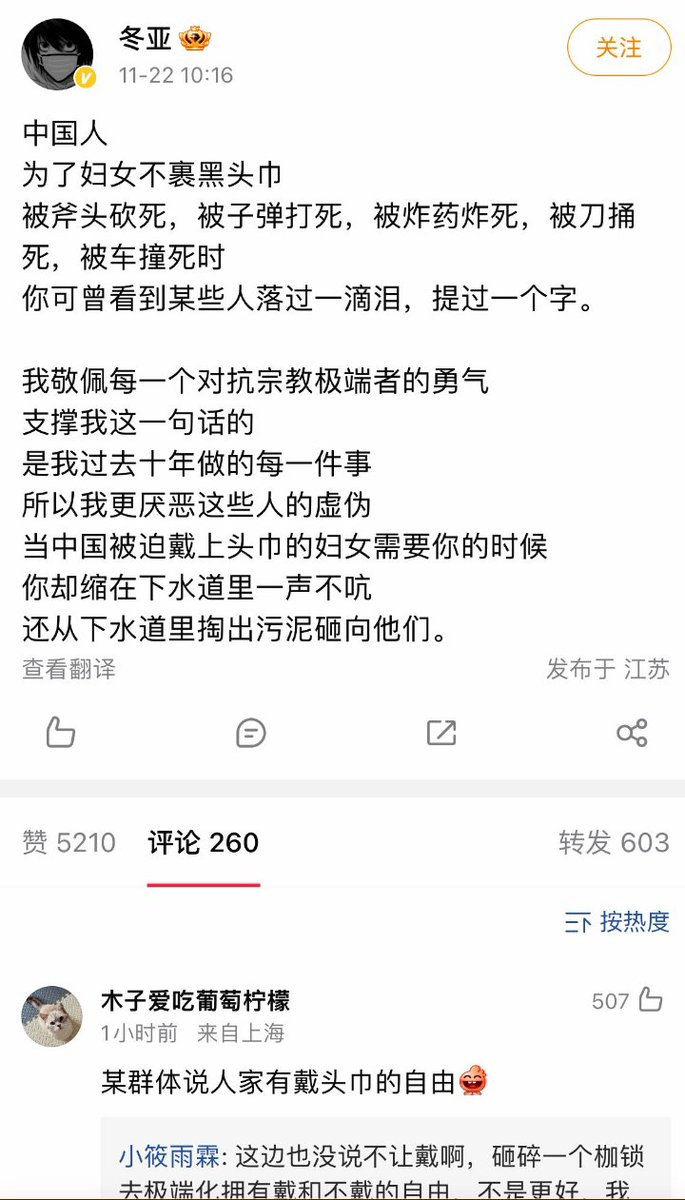 冬亚
11-22 10:16
关注
中国人
为了妇女不裹黑头巾
被斧头砍死，被子弹打死，被炸药炸死，被刀捅
死，被车撞死时
你可曾看到某些人落过一滴泪，提过一个字。
我敬佩每一个对抗宗教极端者的勇气
支撑我这一句话的
是我过去十年做的每一件事
所以我更厌恶这些人的虚伪
当中国被迫戴上头巾的妇女需要你的时候
你却缩在下水道里一声不吭
还从下水道里掏出污泥砸向他们。
查看翻译 发布于 江苏
赞 5210 评论 260 转发 603
按热度
木子爱吃葡萄柠檬
507
1小时前 来自上海
某群体说人家有戴头巾的自由
小筱雨霖: 这边也没说不让戴啊，砸碎一个枷锁
去极端化拥有戴和不戴的自由，不是更好，我